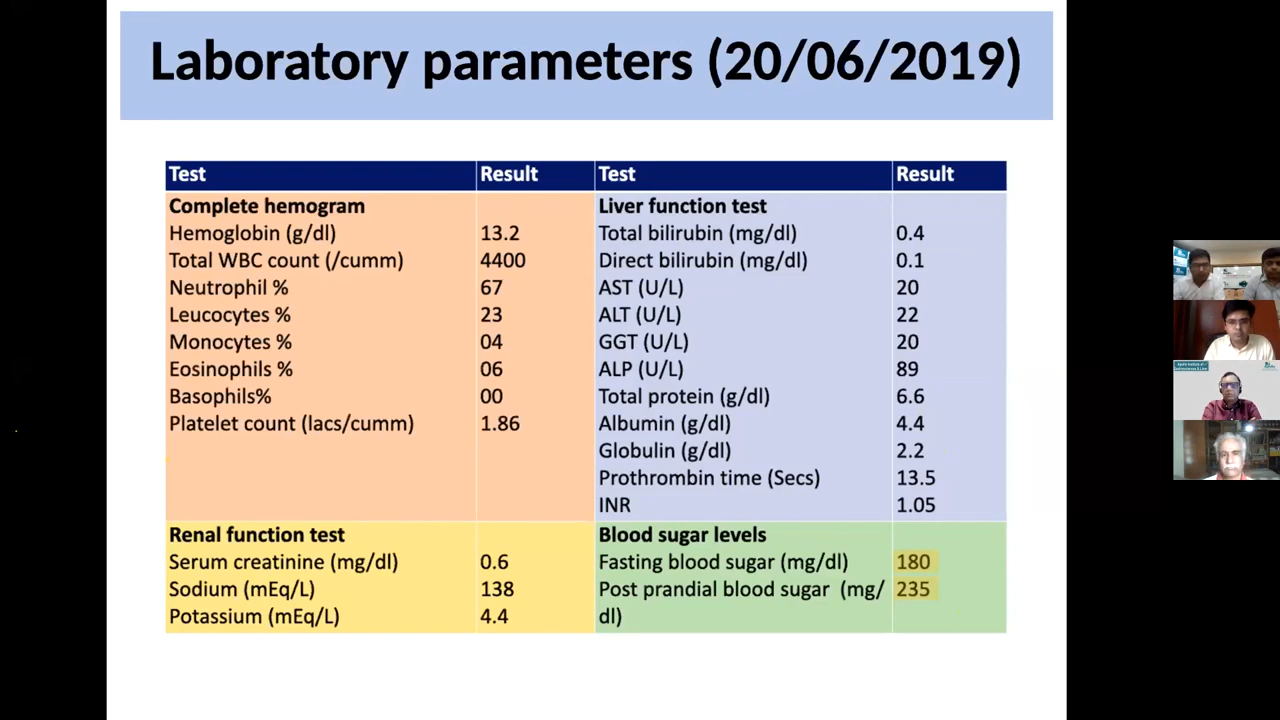 Laboratory parameters (20/06/2019)
Test Result Test Result
Complete hemogram Liver function test
Hemoglobin (g/dl) 13.2 Total bilirubin (mg/dl) 0.4
Total WBC count (/cumm) 4400 Direct bilirubin (mg/dl) 0.1
Neutrophil % 67 AST (U/L) 20
Leucocytes % 23 ALT (U/L) 22
Monocytes % 04 GGT (U/L) 20
Eosinophils % 06 ALP (U/L) 89
Basophils% 00 Total protein (g/dl) 6.6
Platelet count (lacs/cumm) 1.86 Albumin (g/dl) 4.4
Globulin (g/dl) 2.2
Prothrombin time (Secs) 13.5
INR 1.05
Renal function test Blood sugar levels
Serum creatinine (mg/dl) 0.6 Fasting blood sugar (mg/dl) 180
Sodium (mEq/L) 138 Post prandial blood sugar (mg/ 235
Potassium (mEq/L) 4.4 dl)